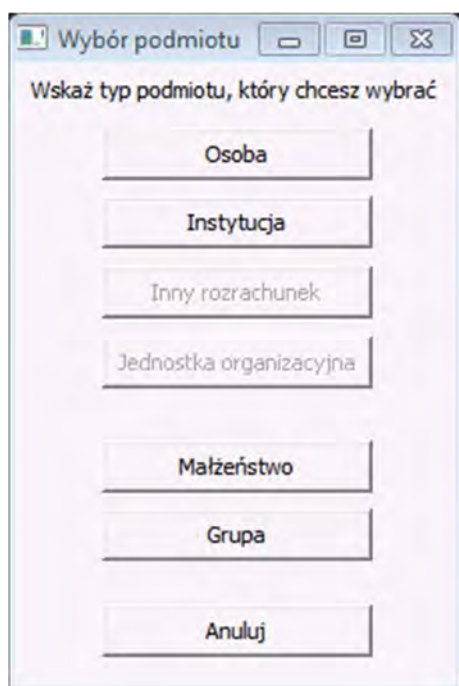 Wybór podmiotu
Wskaż typ podmiotu, który chcesz wybrać
Osoba
Instytucja
Inny rozrachunek
Jednostka organizacyjna
Małżeństwo
Grupa
Anuluj